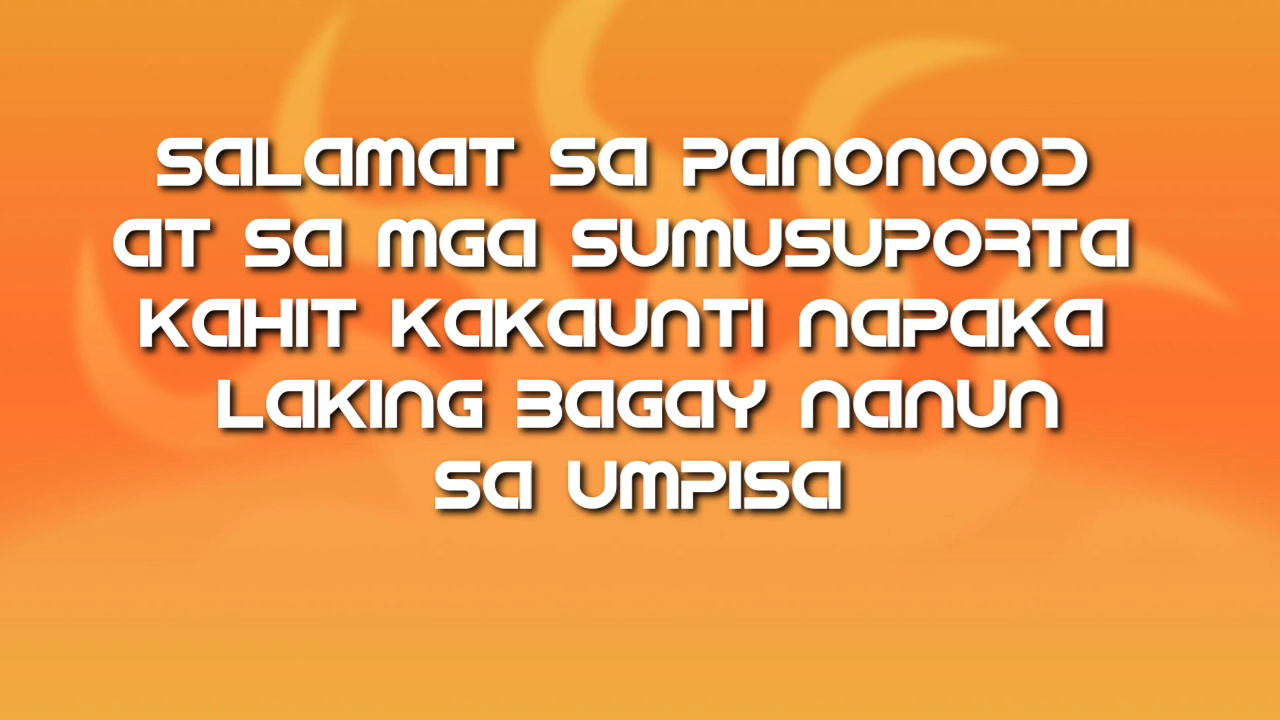 SALAMAT SA PANONOOD
AT SA MGA SUMUSUPORTA
KAHIT KAKAUNTI NAPAKA
LAKING BAGAY NANUN
SA UMPISA